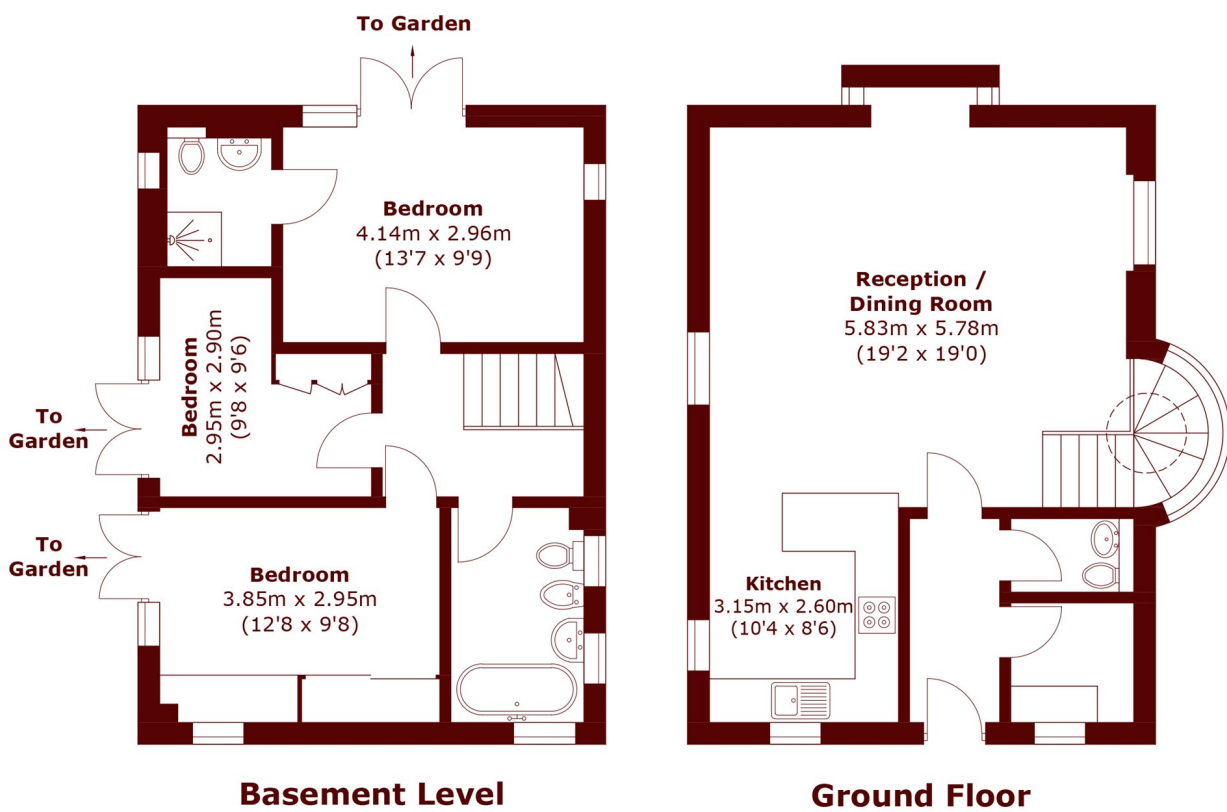 To Garden
Bedroom
4.14m x 2.96m
(13'7 x 9'9)
Bedroom
2.95m x 2.90m
(9'8 x 9'6)
To
Garden
To
Garden
Bedroom
3.85m x 2.95m
(12'8 x 9'8)
Basement Level
Reception /
Dining Room
5.83m x 5.78m
(19'2 x 19'0)
Kitchen
3.15m x 2.60m
(10'4 x 8'6)
Ground Floor